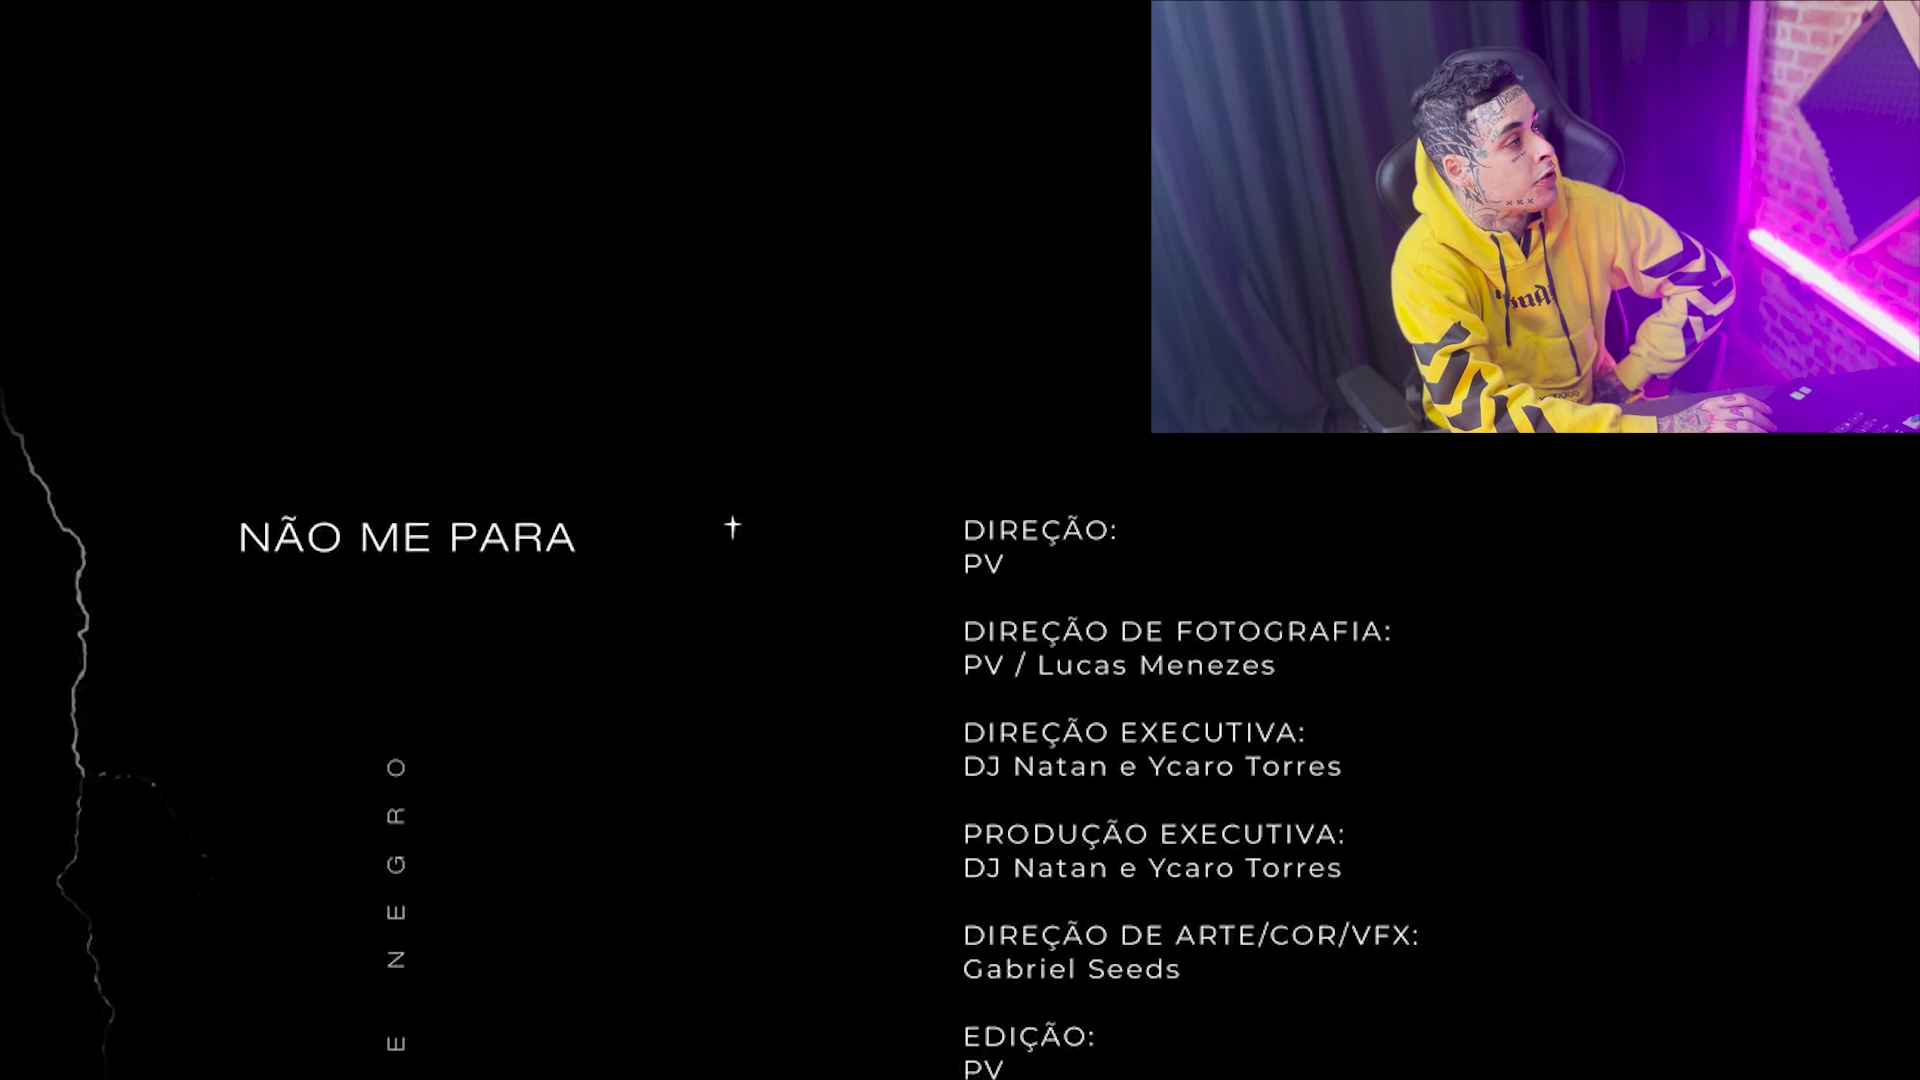 NÃO ME PARA
E NEGRO
DIREÇÃO:
PV
DIREÇÃO DE FOTOGRAFIA:
PV / Lucas Menezes
DIREÇÃO EXECUTIVA:
DJ Natan e Ycaro Torres
PRODUÇÃO EXECUTIVA:
DJ Natan e Ycaro Torres
DIREÇÃO DE ARTE/COR/VFX:
Gabriel Seeds
EDIÇÃO:
PV